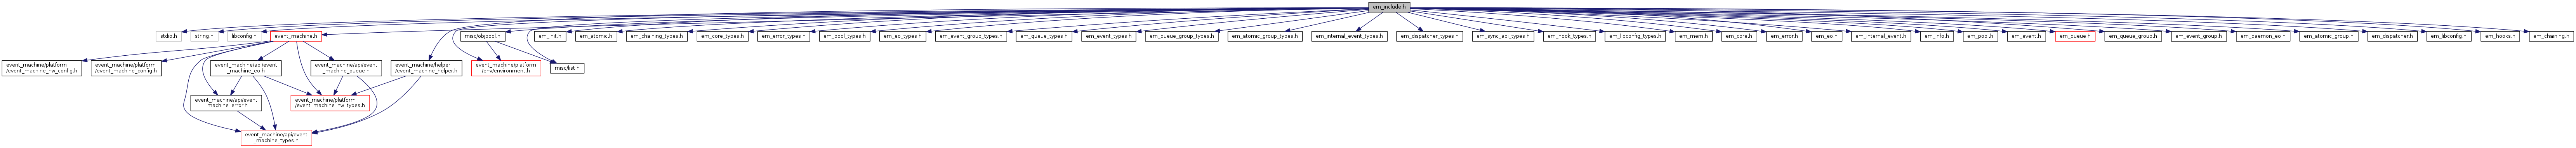 em_include.h
stdio.h
string.h
libconfig.h
event_machine.h
misc/objpool.h
em_init.h
em_atomic.h
em_chaining_types.h
em_core_types.h
em_error_types.h
em_pool_types.h
em_eo_types.h
em_event_group_types.h
em_queue_types.h
em_event_types.h
em_queue_group_types.h
em_atomic_group_types.h
em_internal_event_types.h
em_dispatcher_types.h
em_sync_api_types.h
em_hook_types.h
em_libconfig_types.h
em_mem.h
em_core.h
em_error.h
em_eo.h
em_internal_event.h
em_info.h
em_pool.h
em_event.h
em_queue.h
em_queue_group.h
em_event_group.h
em_daemon_eo.h
em_atomic_group.h
em_dispatcher.h
em_libconfig.h
em_hooks.h
em_chaining.h
event_machine/platform
/event_machine_hw_config.h
event_machine/platform
/event_machine_config.h
event_machine/api/event
_machine_eo.h
event_machine/api/event
_machine_queue.h
event_machine/helper
/event_machine_helper.h
event_machine/platform
/env/environment.h
misc/list.h
event_machine/api/event
_machine_error.h
event_machine/platform
/event_machine_hw_types.h
event_machine/api/event
_machine_types.h